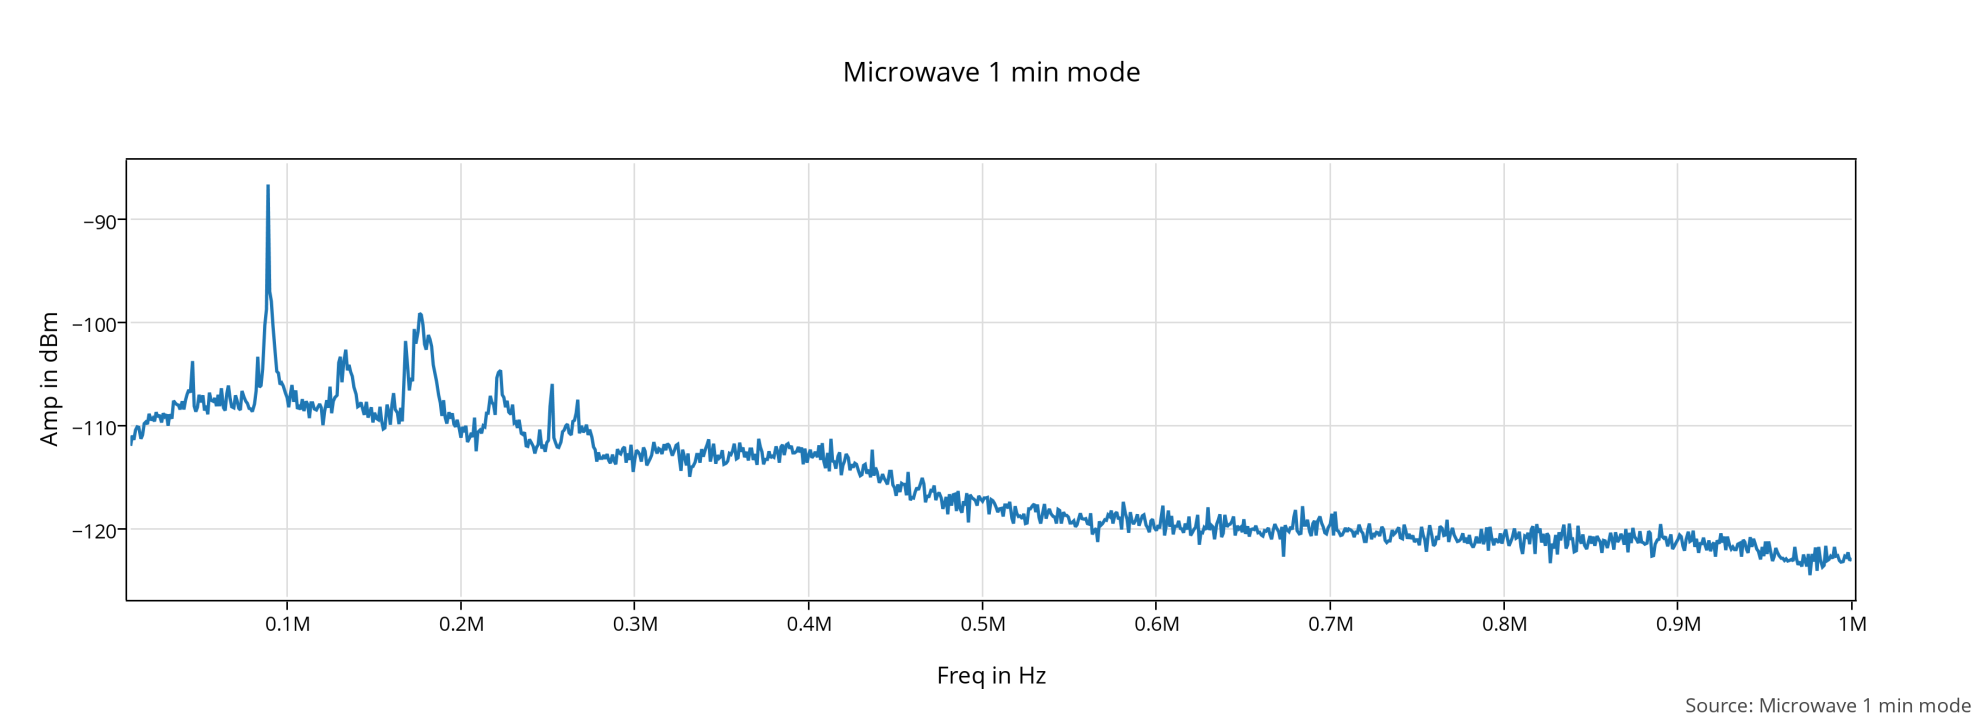 Microwave 1 min mode
−90
−100
−110
−120
Amp in dBm
0.1M 0.2M 0.3M 0.4M 0.5M 0.6M 0.7M 0.8M 0.9M 1M
Freq in Hz
Source: Microwave 1 min mode